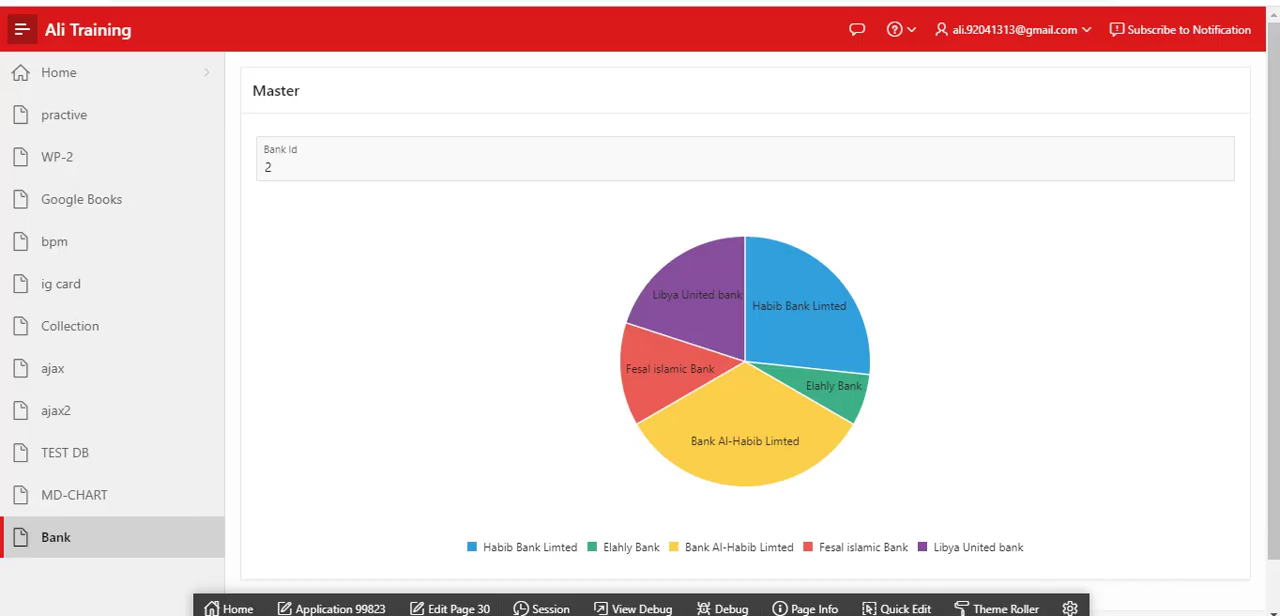 Ali Training
ali.92041313@gmail.com
Subscribe to Notification
Home
practive
WP-2
Google Books
bpm
ig card
Collection
ajax
ajax2
TEST DB
MD-CHART
Bank
Master
Bank Id
2
Libya United bank
Habib Bank Limted
Fesal islamic Bank
Elahly Bank
Bank Al-Habib Limted
Habib Bank Limted Elahly Bank Bank Al-Habib Limted Fesal islamic Bank Libya United bank
Home Application 99823 Edit Page 30 Session View Debug Debug Page Info Quick Edit Theme Roller